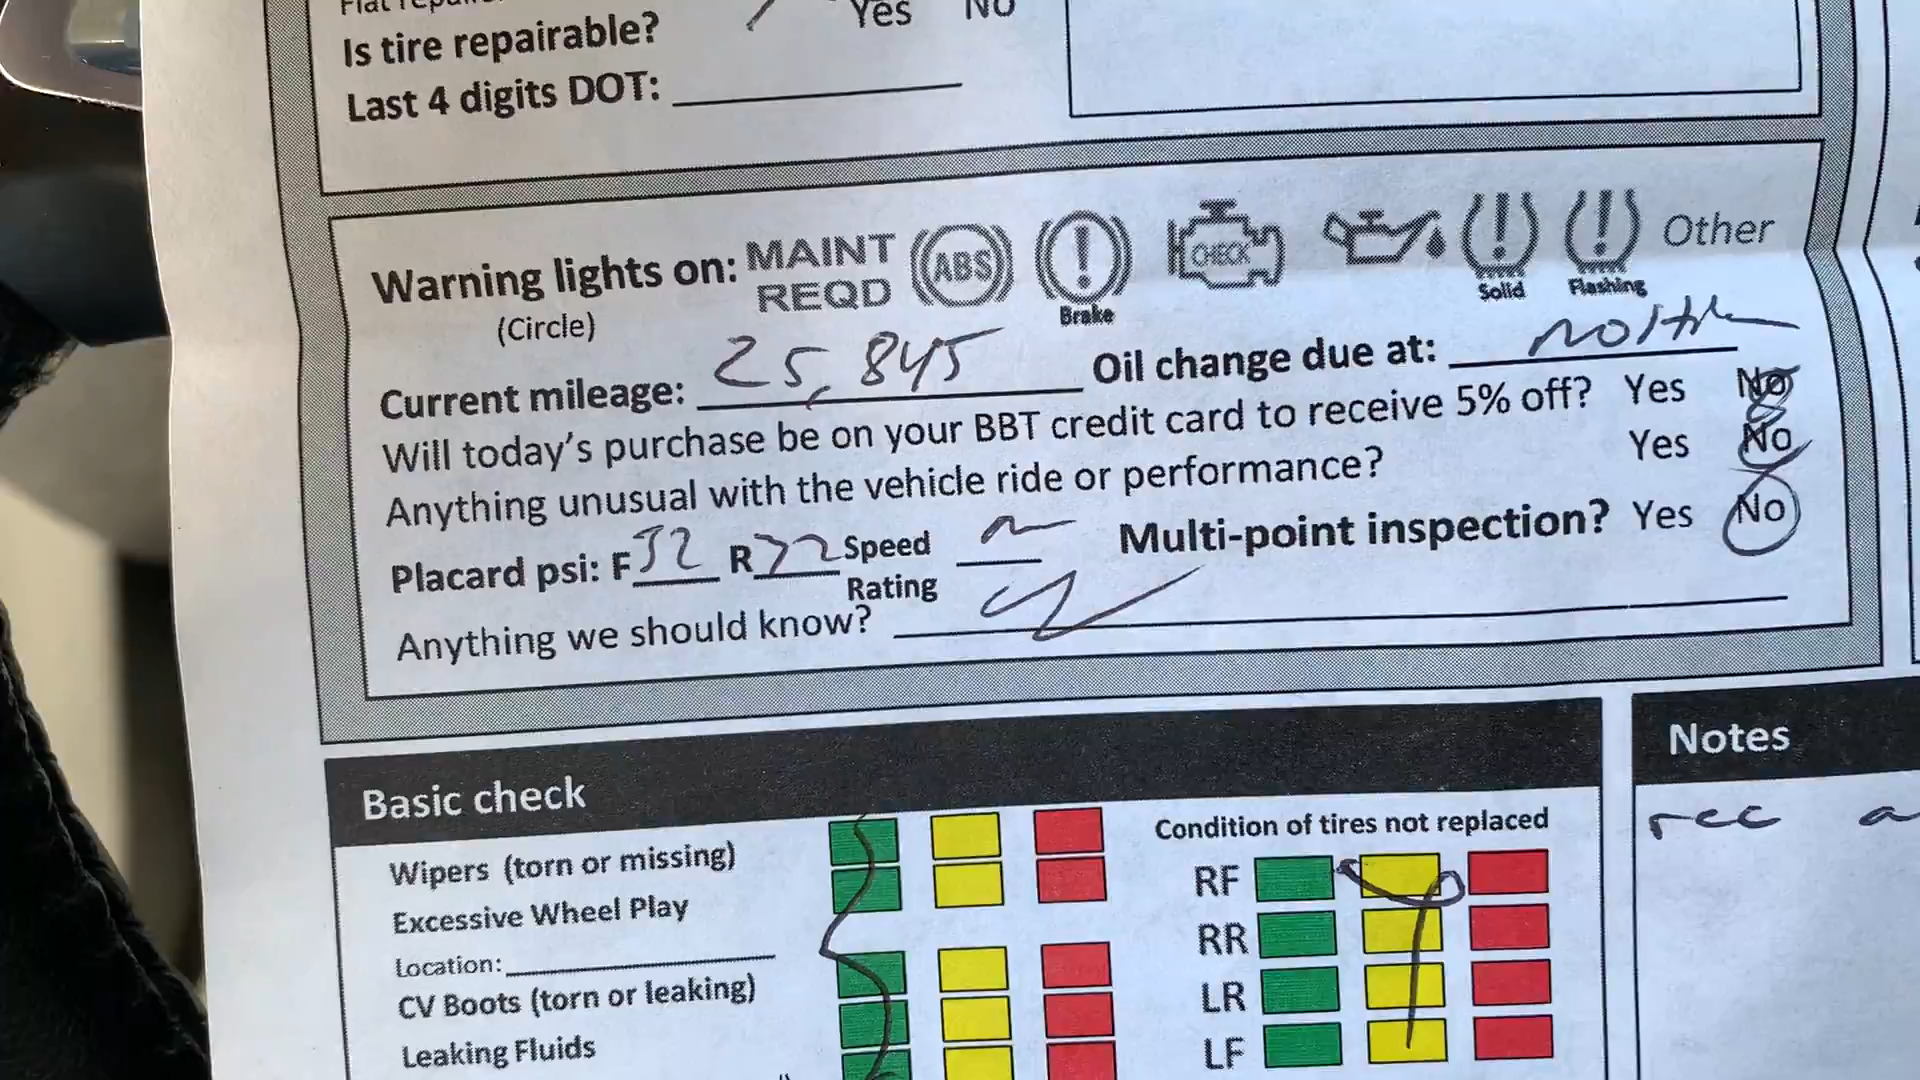 Is tire repairable? Yes No
Last 4 digits DOT:
Warning lights on: MAINT REQD ABS CHECK Other
(Circle) Brake Solid Flashing
Current mileage: 25,845 Oil change due at:
Will today's purchase be on your BBT credit card to receive 5% off? Yes No
Anything unusual with the vehicle ride or performance? Yes No
Placard psi: F 32 R 32 Speed Rating Multi-point inspection? Yes No
Anything we should know?
Basic check
Wipers (torn or missing)
Excessive Wheel Play
Location:
CV Boots (torn or leaking)
Leaking Fluids
Condition of tires not replaced
RF
RR
LR
LF
Notes
rec a